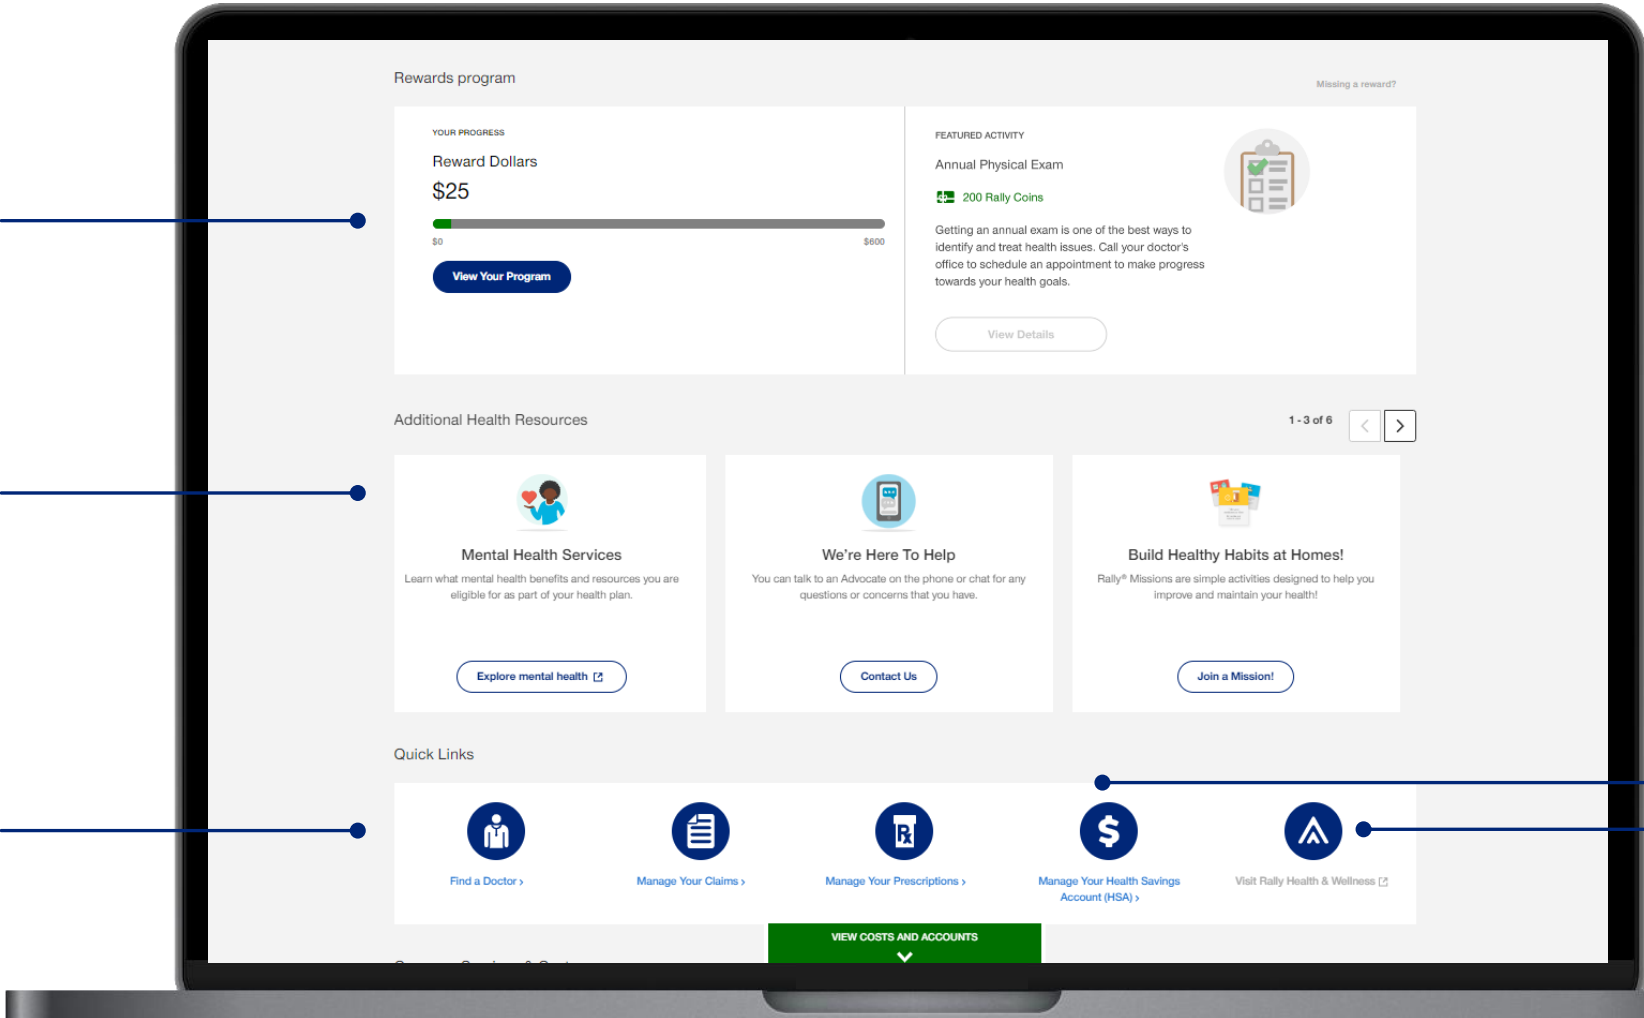 Rewards program
Missing a reward?
YOUR PROGRESS
Reward Dollars
$25
$0
$600
View Your Program
FEATURED ACTIVITY
Annual Physical Exam
200 Rally Coins
Getting an annual exam is one of the best ways to
identify and treat health issues. Call your doctor's
office to schedule an appointment to make progress
towards your health goals.
View Details
Additional Health Resources
1 - 3 of 6
Mental Health Services
Learn what mental health benefits and resources you are
eligible for as part of your health plan.
Explore mental health
We're Here To Help
You can talk to an Advocate on the phone or chat for any
questions or concerns that you have.
Contact Us
Build Healthy Habits at Homes!
Rally® Missions are simple activities designed to help you
improve and maintain your health!
Join a Mission!
Quick Links
Rx
$
Find a Doctor ›
Manage Your Claims ›
Manage Your Prescriptions ›
Manage Your Health Savings
Account (HSA) ›
Visit Rally Health & Wellness
VIEW COSTS AND ACCOUNTS